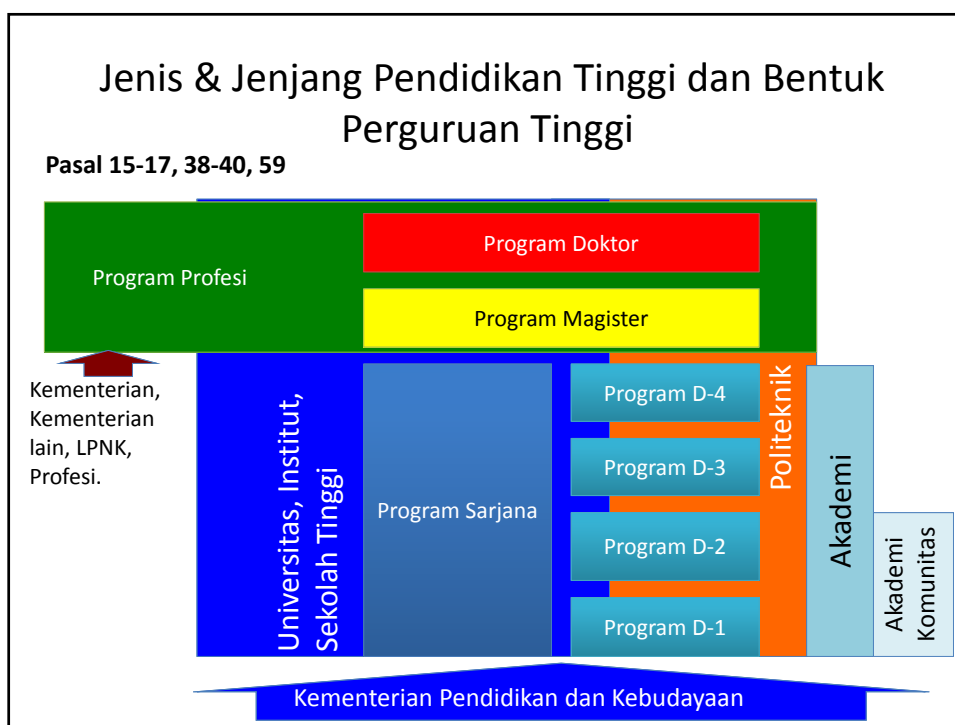 Jenis & Jenjang Pendidikan Tinggi dan Bentuk
Perguruan Tinggi
Pasal 15-17, 38-40, 59
Program Doktor
Program Profesi
Program Magister
Kementerian,
Kementerian
lain, LPNK,
Profesi.
Universitas, Institut,
Sekolah Tinggi
Program Sarjana
Program D-4
Program D-3
Program D-2
Program D-1
Politeknik
Akademi
Akademi
Komunitas
Kementerian Pendidikan dan Kebudayaan